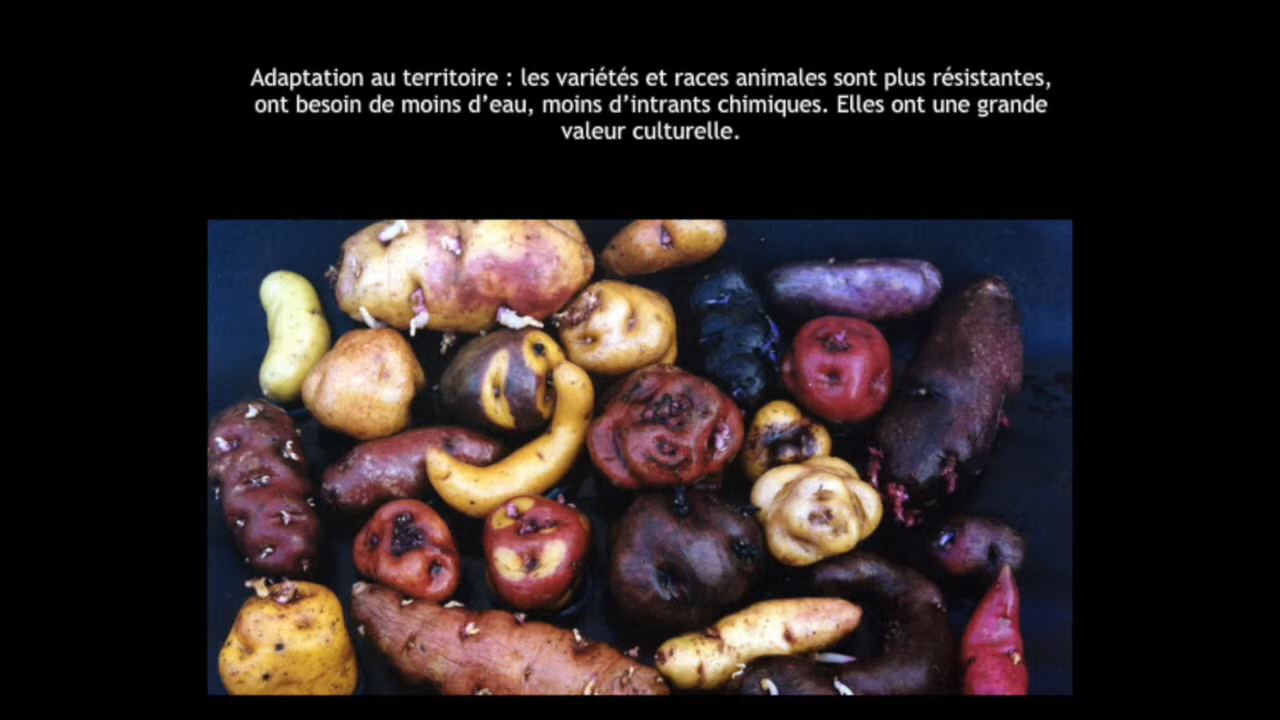 Adaptation au territoire : les variétés et races animales sont plus résistantes,
ont besoin de moins d’eau, moins d’intrants chimiques. Elles ont une grande
valeur culturelle.